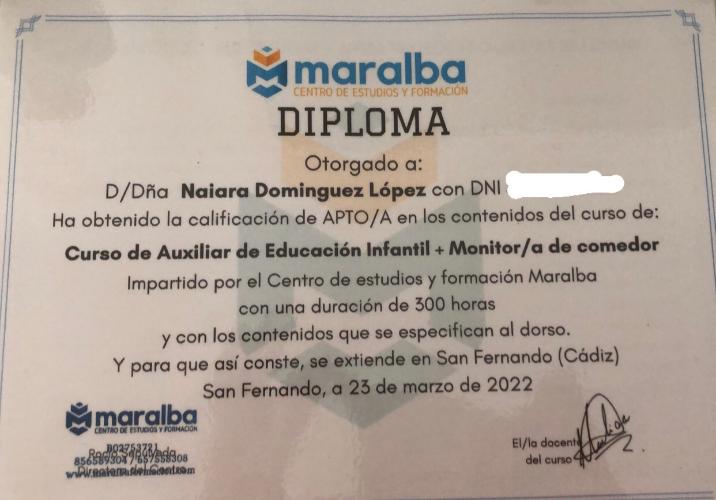 maralba
CENTRO DE ESTUDIOS Y FORMACIÓN
DIPLOMA
Otorgado a:
D/Dña Naiara Dominguez López con DNI
Ha obtenido la calificación de APTO/A en los contenidos del curso de:
Curso de Auxiliar de Educación Infantil + Monitor/a de comedor
Impartido por el Centro de estudios y formación Maralba
con una duración de 300 horas
y con los contenidos que se especifican al dorso.
Y para que así conste, se extiende en San Fernando (Cádiz)
San Fernando, a 23 de marzo de 2022
maralba
CENTRO DE ESTUDIOS Y FORMACIÓN
Directora del Centro
El/la docente
del curso